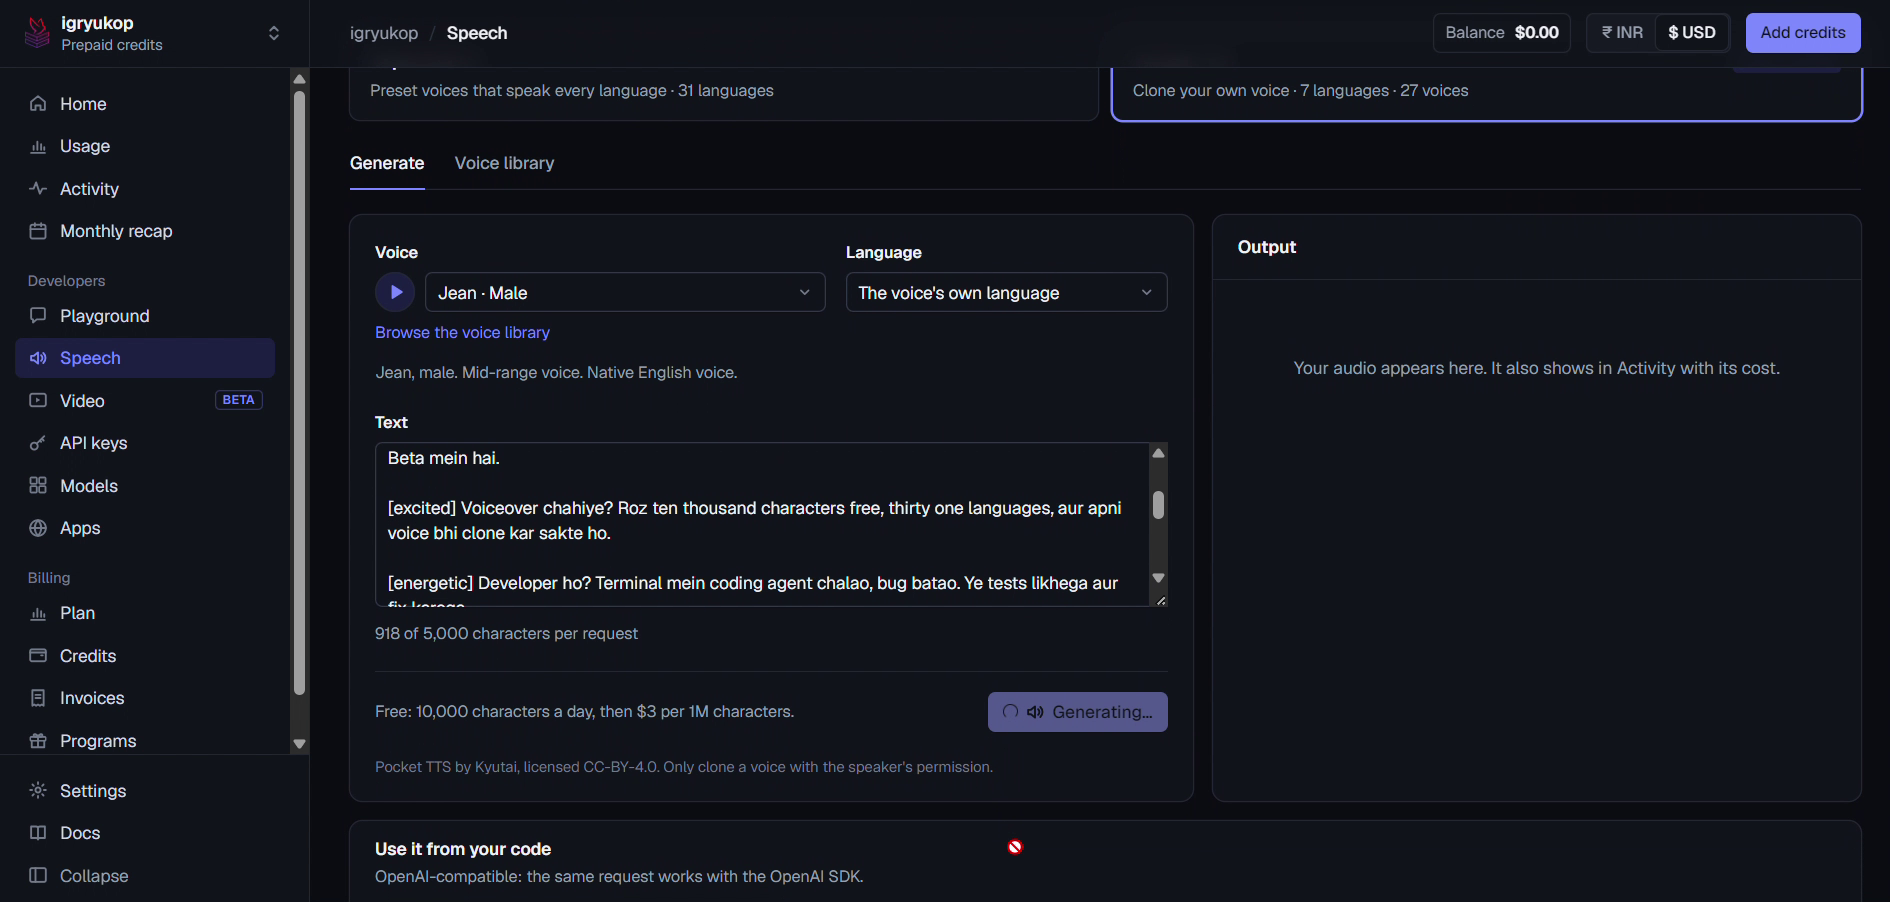 igryukop
Prepaid credits
igryukop / Speech
Balance $0.00
₹ INR
$ USD
Add credits
Home
Usage
Activity
Monthly recap
Developers
Playground
Speech
Video BETA
API keys
Models
Apps
Billing
Plan
Credits
Invoices
Programs
Settings
Docs
Collapse
Preset voices that speak every language · 31 languages
Clone your own voice · 7 languages · 27 voices
Generate
Voice library
Voice
Language
Jean · Male
The voice's own language
Browse the voice library
Jean, male. Mid-range voice. Native English voice.
Text
Beta mein hai.
[excited] Voiceover chahiye? Roz ten thousand characters free, thirty one languages, aur apni
voice bhi clone kar sakte ho.
[energetic] Developer ho? Terminal mein coding agent chalao, bug batao. Ye tests likhega aur
fix karega
918 of 5,000 characters per request
Free: 10,000 characters a day, then $3 per 1M characters.
Generating...
Pocket TTS by Kyutai, licensed CC-BY-4.0. Only clone a voice with the speaker's permission.
Output
Your audio appears here. It also shows in Activity with its cost.
Use it from your code
OpenAI-compatible: the same request works with the OpenAI SDK.